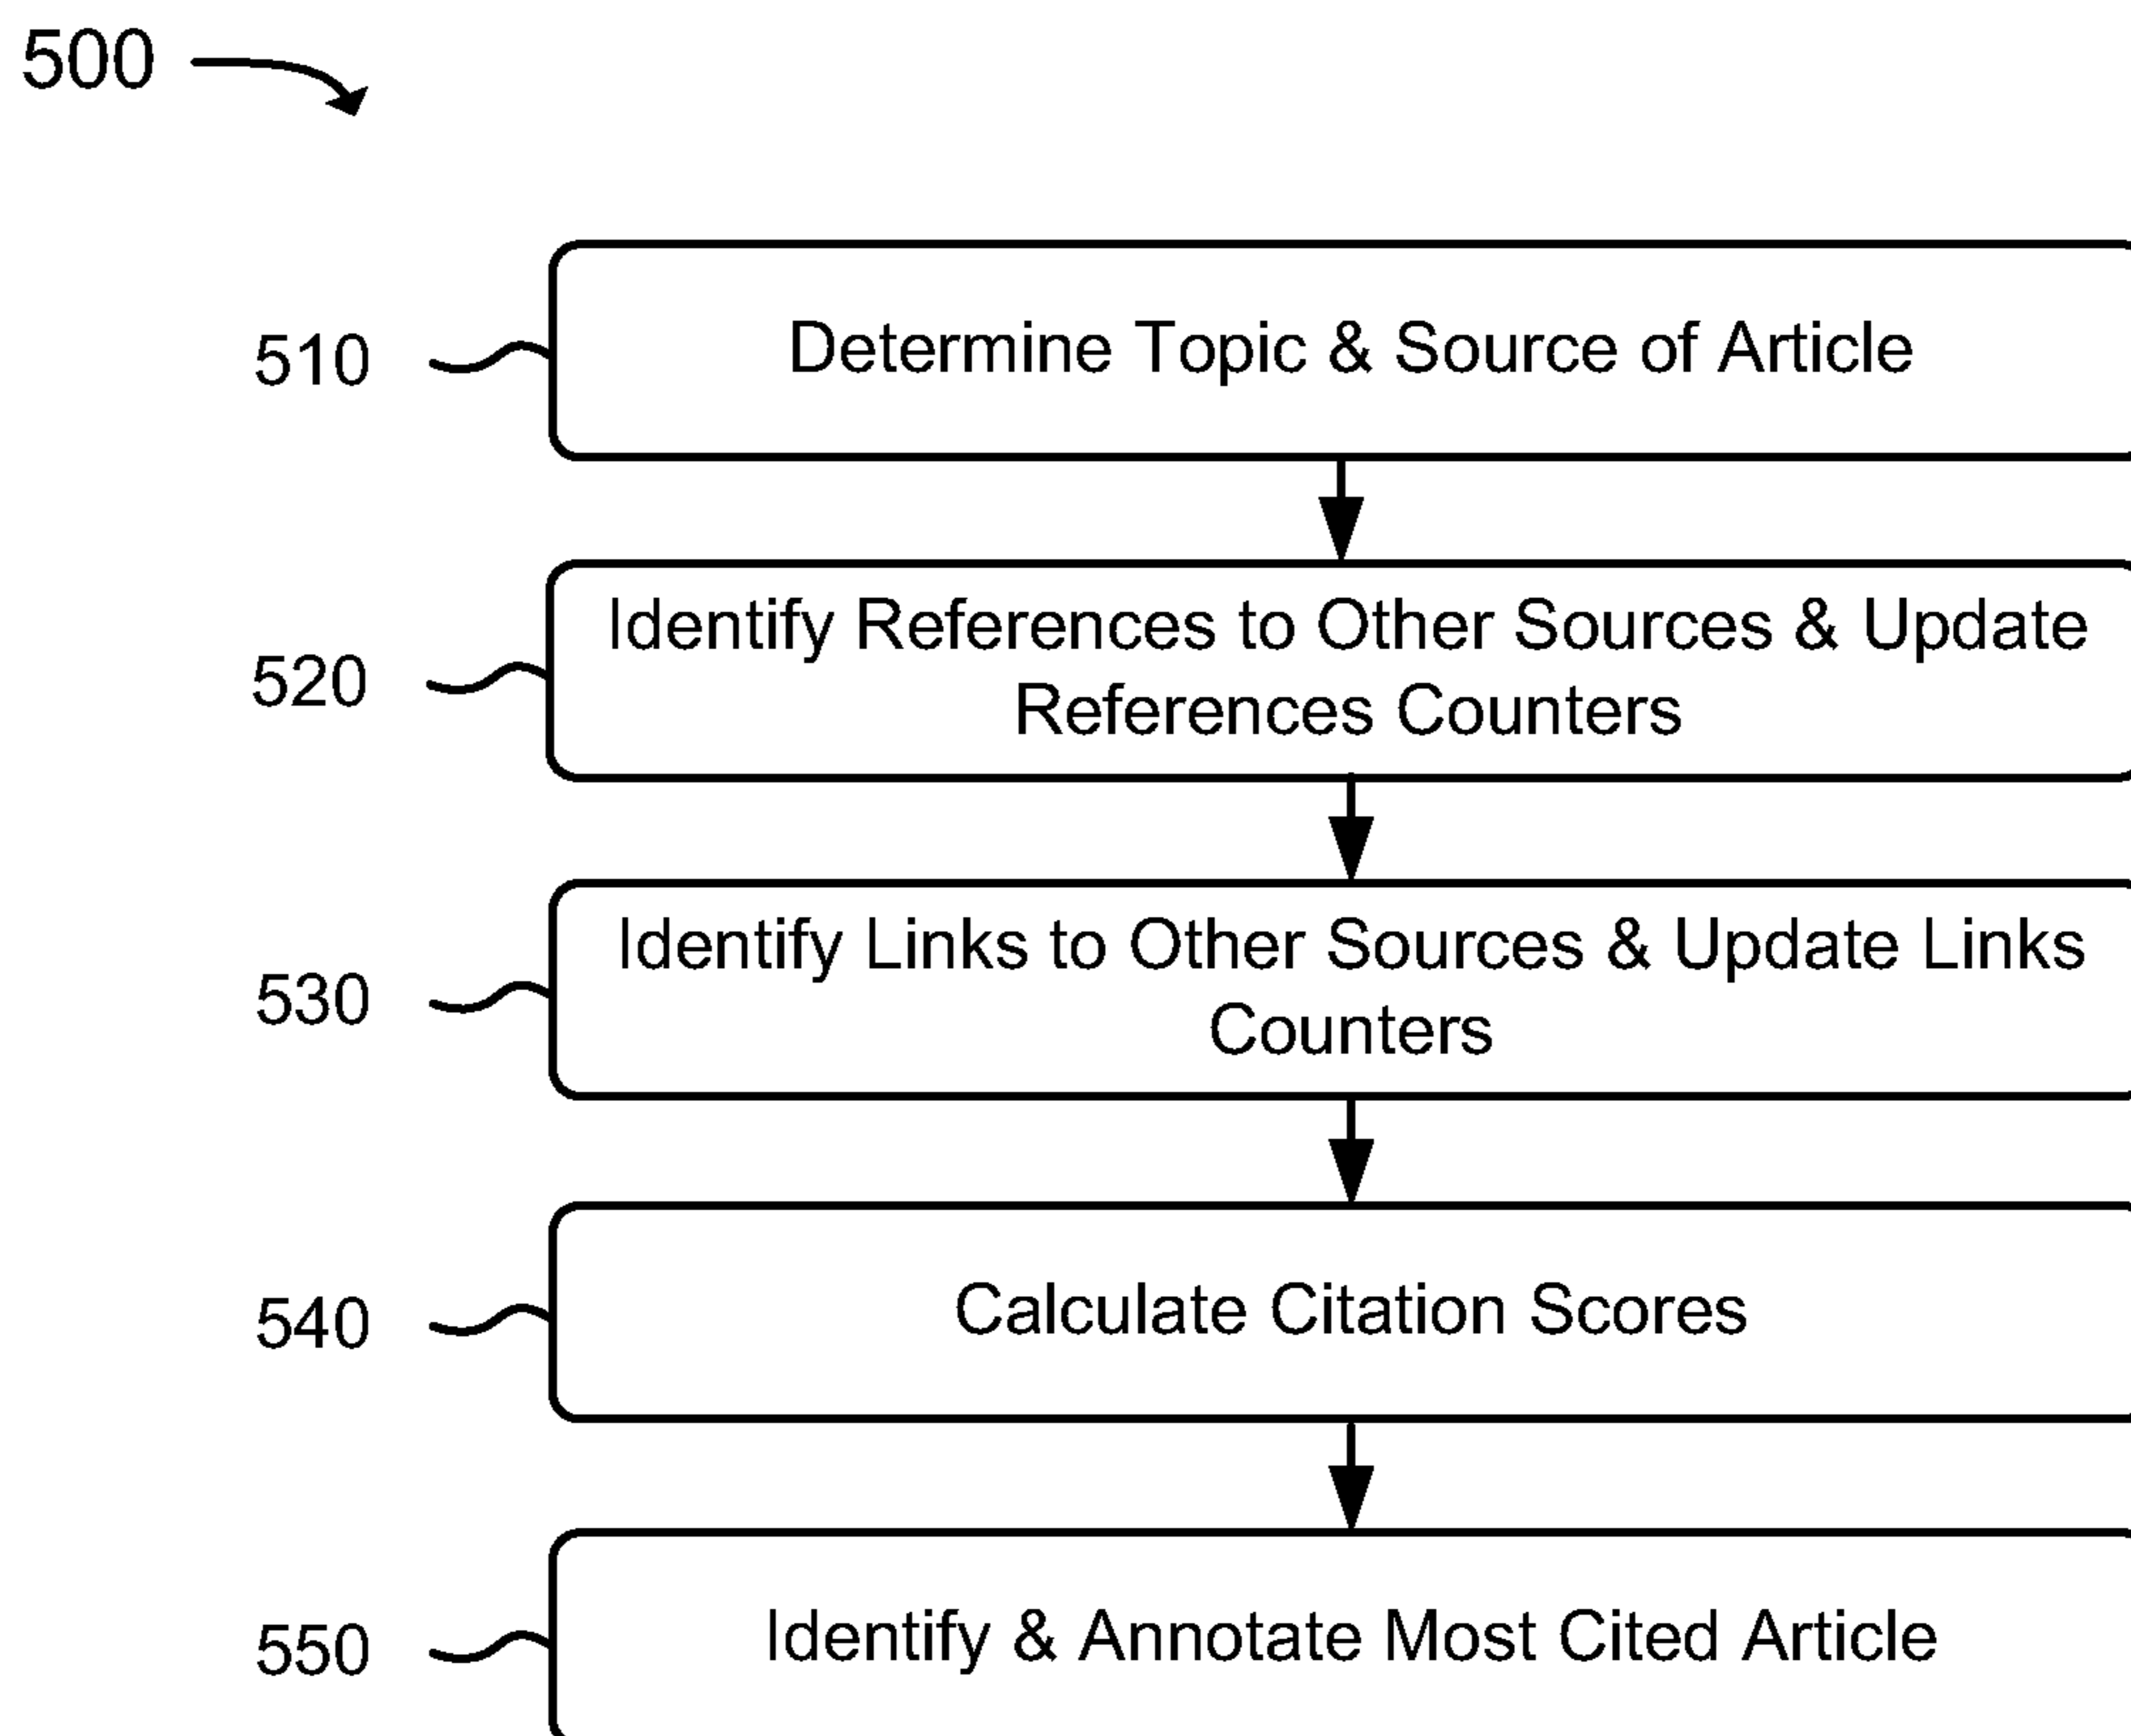 500
510
Determine Topic & Source of Article
520
Identify References to Other Sources & Update
References Counters
530
Identify Links to Other Sources & Update Links
Counters
540
Calculate Citation Scores
550
Identify & Annotate Most Cited Article